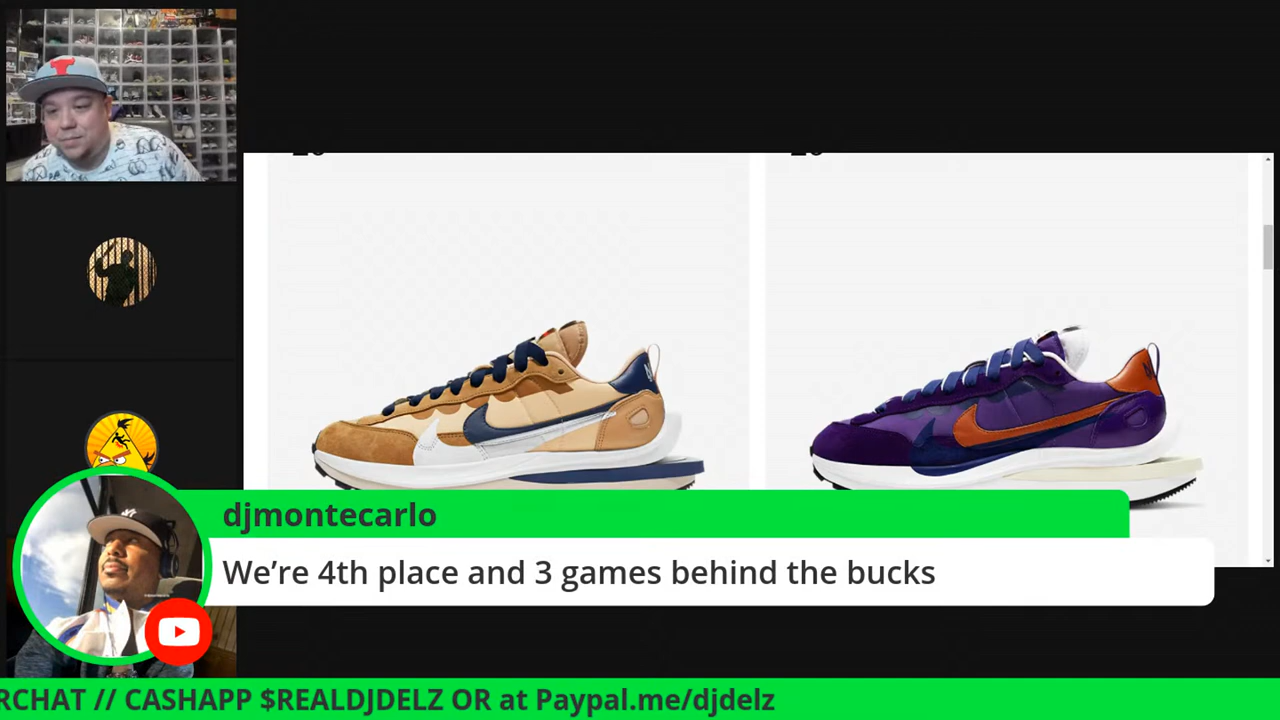 djmontecarlo
We’re 4th place and 3 games behind the bucks
RCHAT // CASHAPP $REALDJDELZ OR at Paypal.me/djdelz